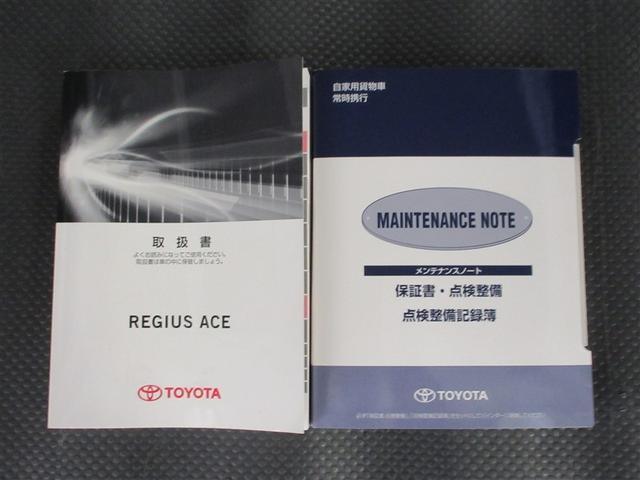 取扱書
よくお読みになってご使用ください。
取扱書は車の中に保管しましょう。
REGIUS ACE
TOYOTA
自家用貨物車
常時携行
MAINTENANCE NOTE
メンテナンスノート
保証書・点検整備
点検整備記録簿
TOYOTA